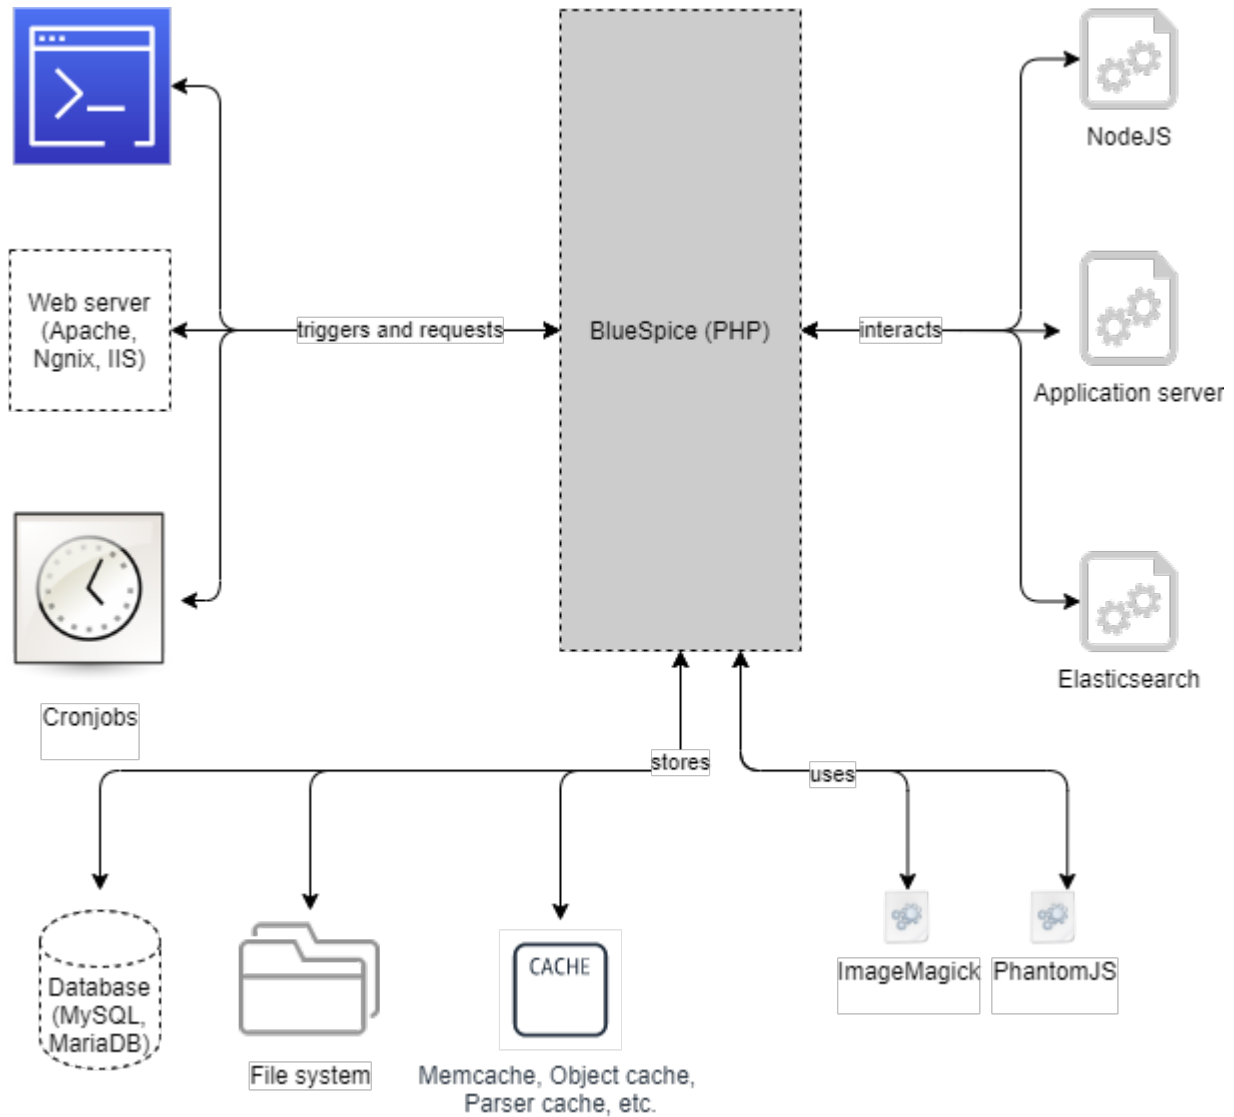 NodeJS
Web server
(Apache,
Ngnix, IIS)
triggers and requests
BlueSpice (PHP)
interacts
Application server
Elasticsearch
Cronjobs
stores
uses
Database
(MySQL,
MariaDB)
File system
CACHE
Memcache, Object cache,
Parser cache, etc.
ImageMagick
PhantomJS